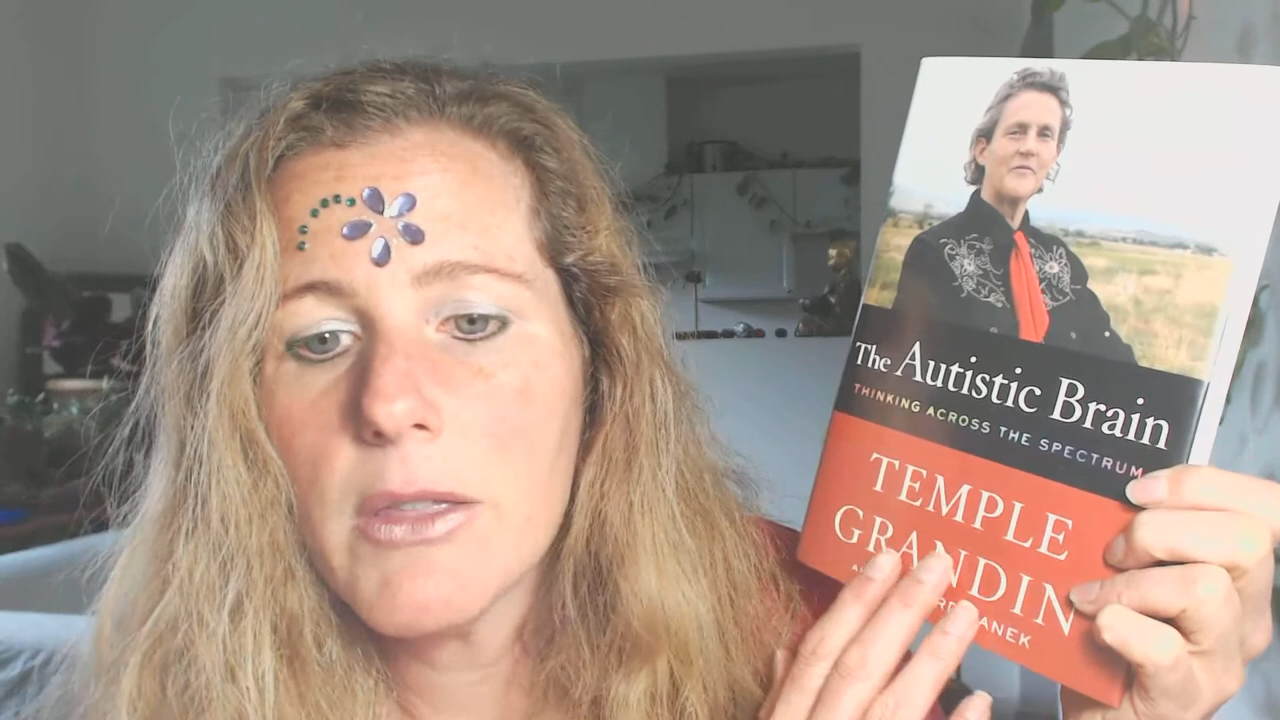 The Autistic Brain
THINKING ACROSS THE SPECTRUM
TEMPLE
GRANDIN